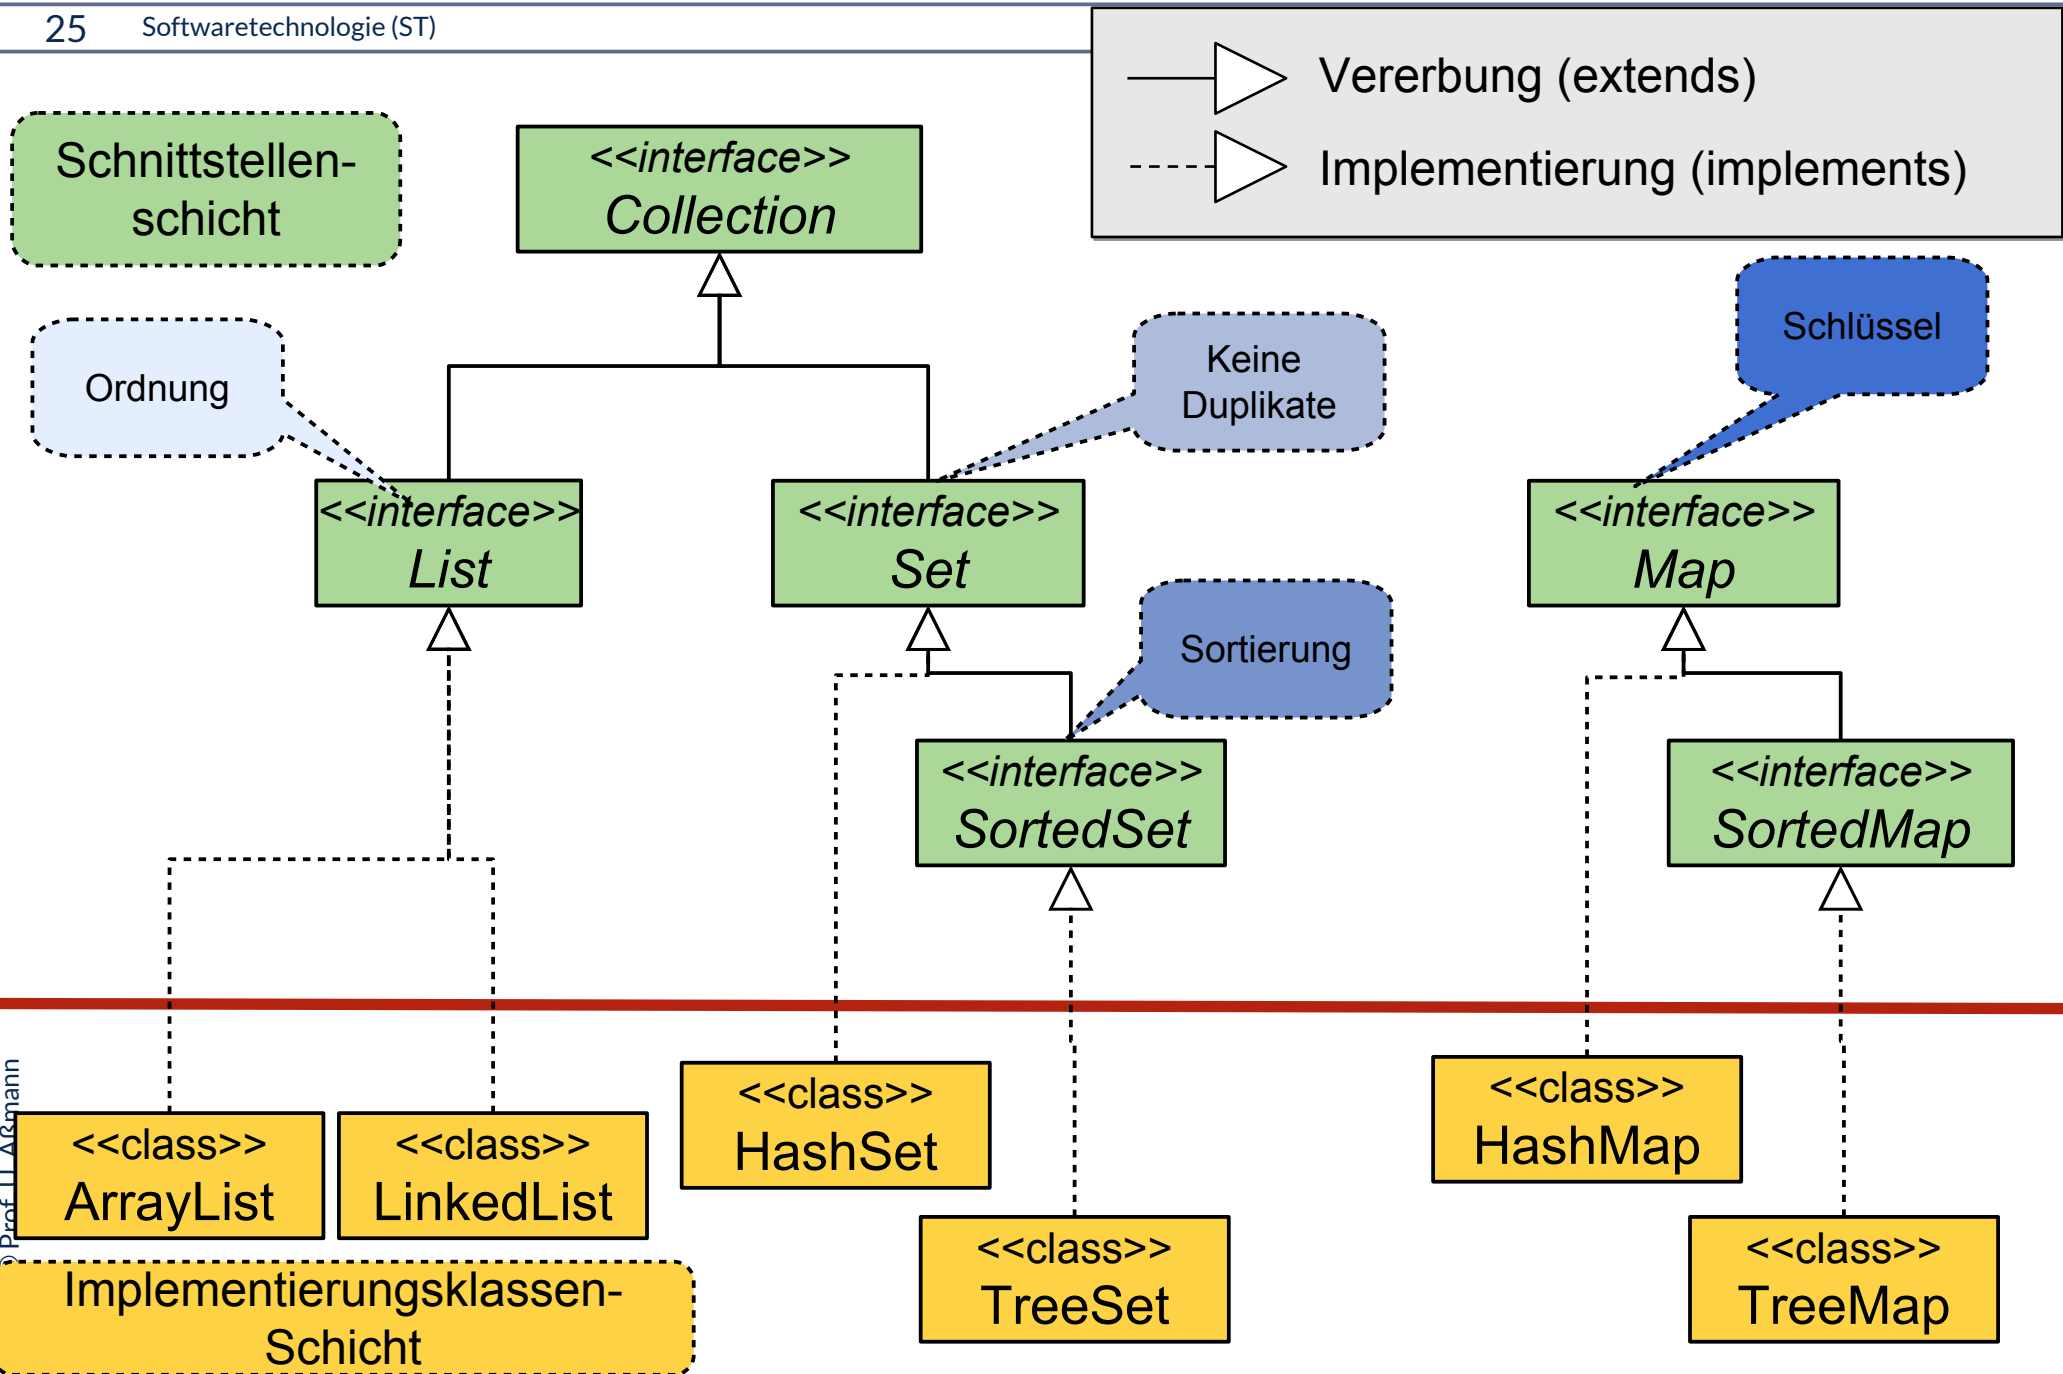 25 Softwaretechnologie (ST)
Vererbung (extends)
Implementierung (implements)
Schnittstellen-
schicht
<<interface>>
Collection
Ordnung
Keine
Duplikate
Schlüssel
<<interface>>
List
<<interface>>
Set
<<interface>>
Map
Sortierung
<<interface>>
SortedSet
<<interface>>
SortedMap
<<class>>
ArrayList
<<class>>
LinkedList
<<class>>
HashSet
<<class>>
TreeSet
<<class>>
HashMap
<<class>>
TreeMap
Implementierungsklassen-
Schicht
© Prof. U. Aßmann